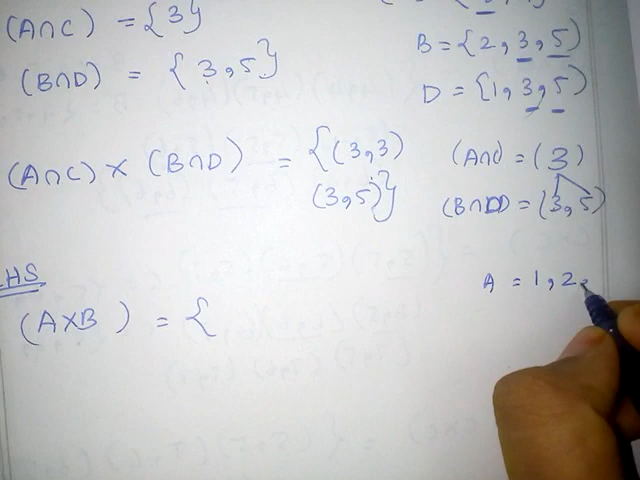 (A∩C) = {3}
B = {2, 3, 5)
(B∩D) = { 3, 5}
D = {1, 3, 5)
(A∩C) × (B∩D) = {(3,3)
(3,5)}
(A∩C) = (3)
(B∩D) = (3,5)
LHS
A = 1, 2,
(A×B) = {